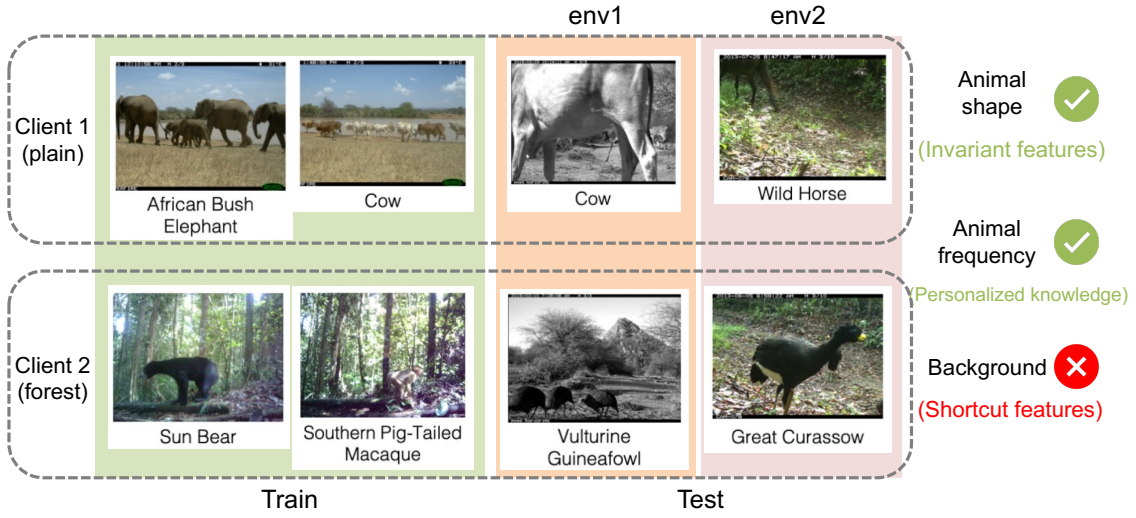 env1
env2
Client 1
(plain)
African Bush
Elephant
Cow
Cow
Wild Horse
Client 2
(forest)
Sun Bear
Southern Pig-Tailed
Macaque
Vulturine
Guineafowl
Great Curassow
Train
Test
Animal
shape
(Invariant features)
Animal
frequency
(Personalized knowledge)
Background
(Shortcut features)